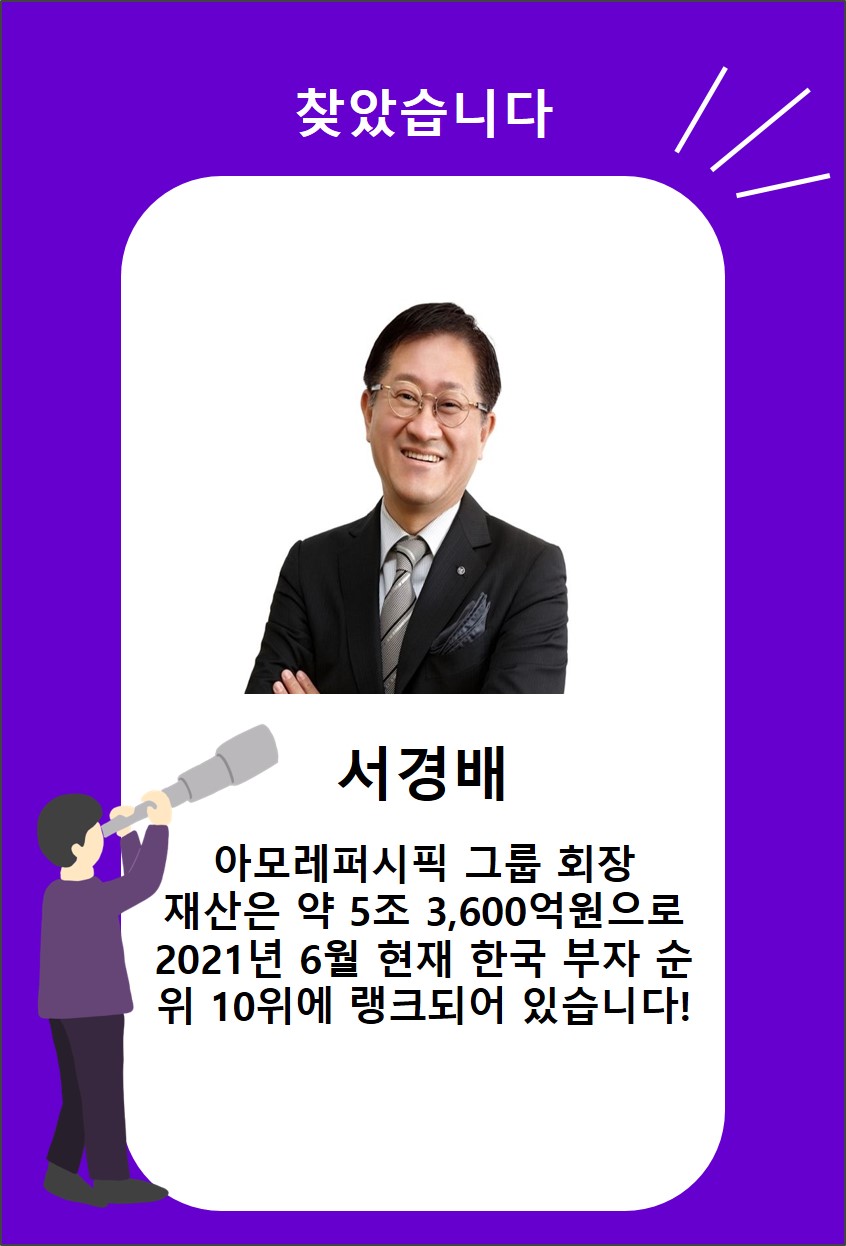 찾았습니다
서경배
아모레퍼시픽 그룹 회장
재산은 약 5조 3,600억원으로
2021년 6월 현재 한국 부자 순
위 10위에 랭크되어 있습니다!